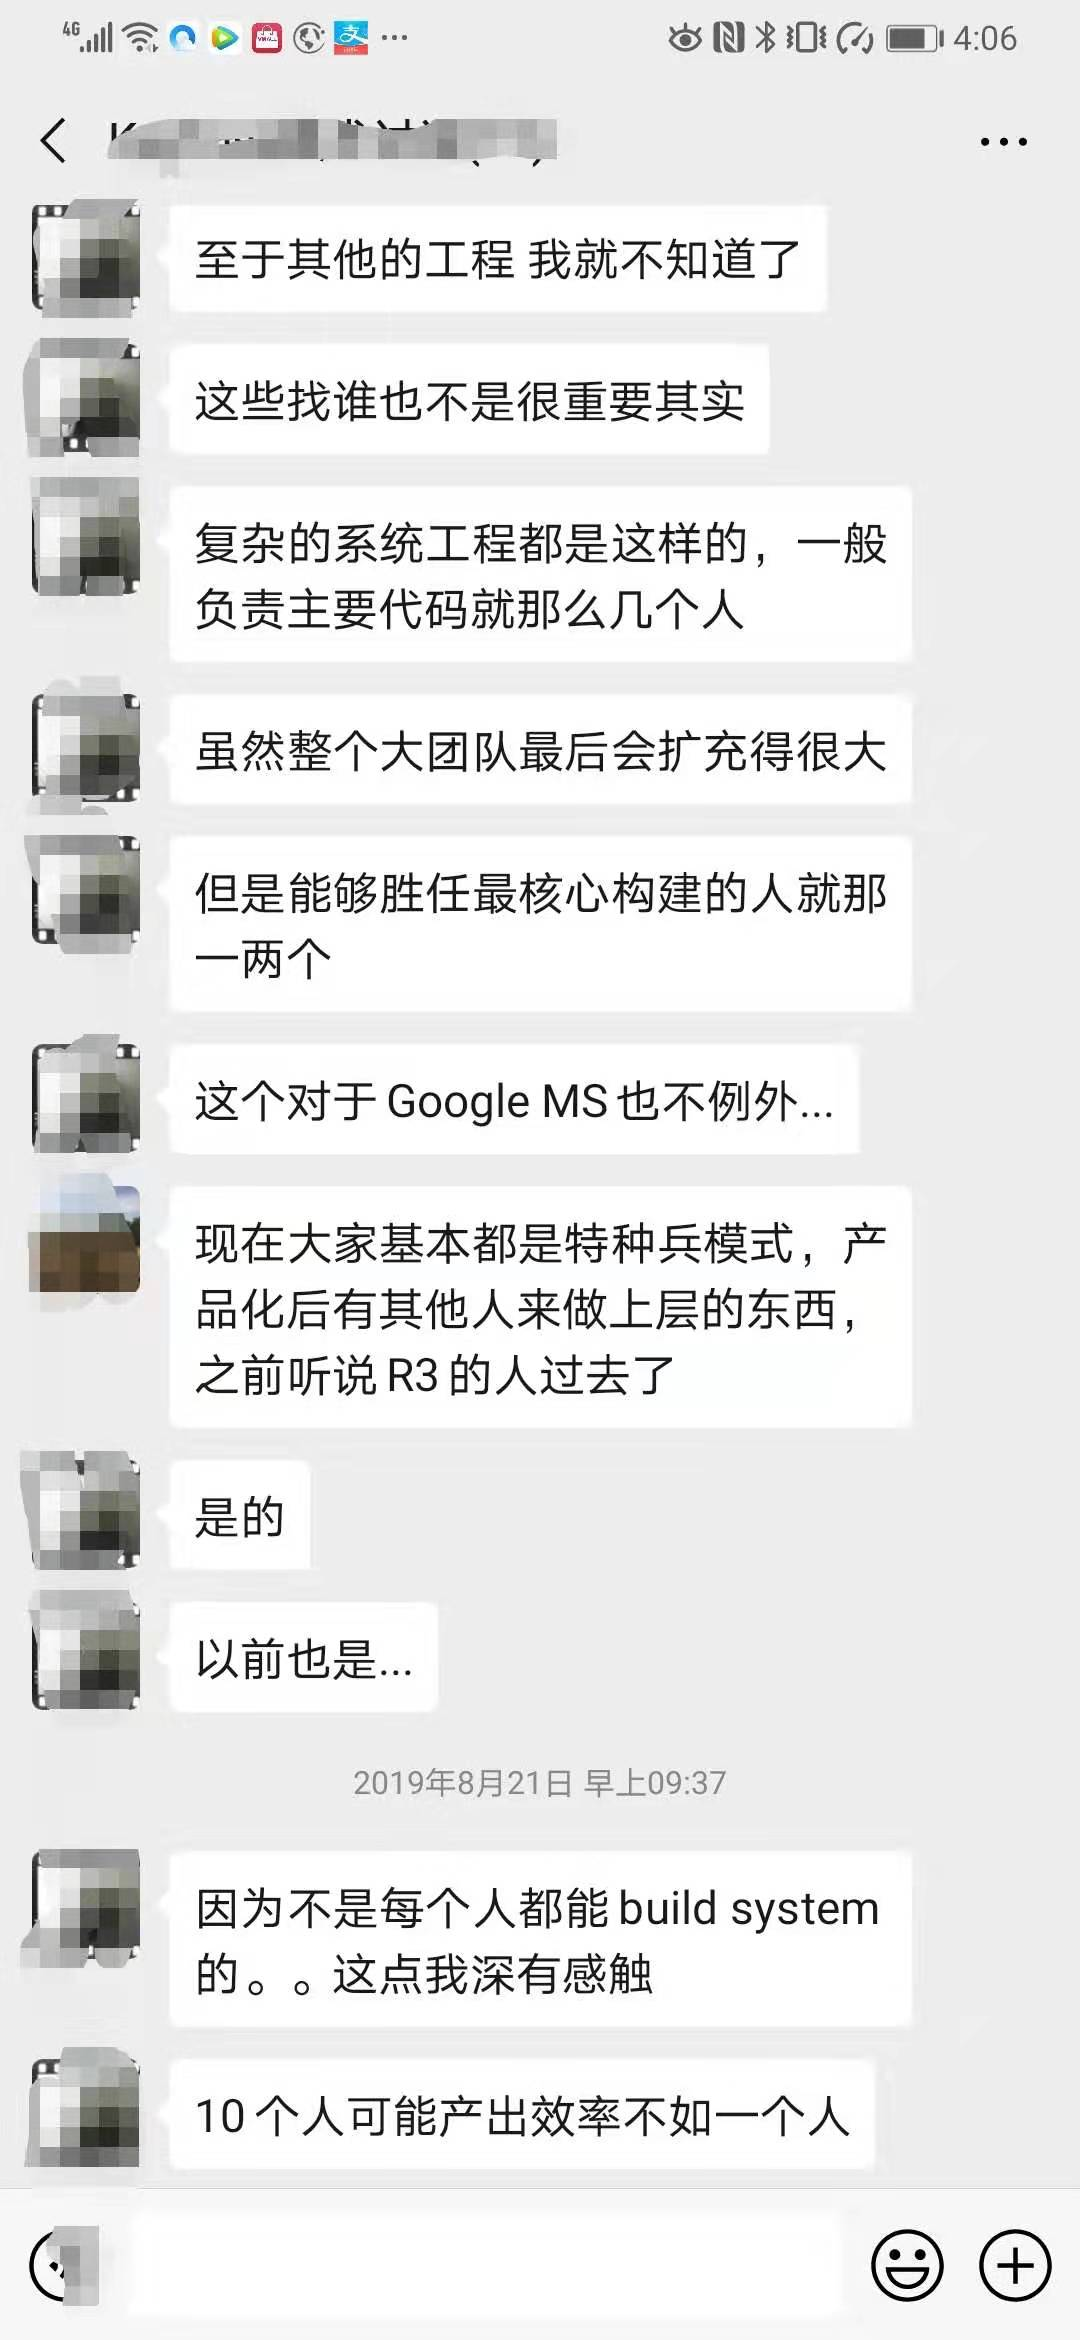 4G 4:06
至于其他的工程 我就不知道了
这些找谁也不是很重要其实
复杂的系统工程都是这样的，一般
负责主要代码就那么几个人
虽然整个大团队最后会扩充得很大
但是能够胜任最核心构建的人就那
一两个
这个对于 Google MS 也不例外...
现在大家基本都是特种兵模式，产
品化后有其他人来做上层的东西，
之前听说 R3 的人过去了
是的
以前也是...
2019年8月21日 早上09:37
因为不是每个人都能 build system
的。。这点我深有感触
10 个人可能产出效率不如一个人